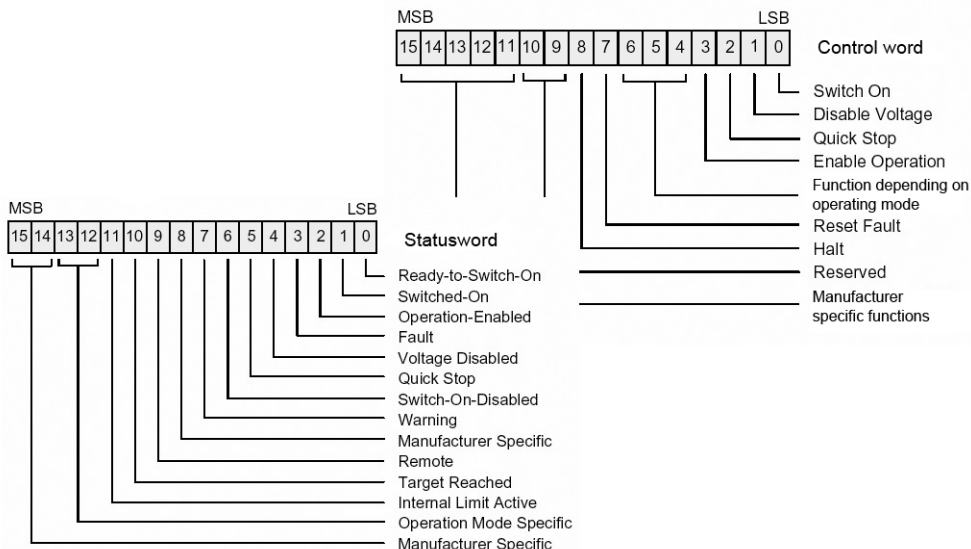 MSB LSB
15 14 13 12 11 10 9 8 7 6 5 4 3 2 1 0 Control word
Switch On
Disable Voltage
Quick Stop
Enable Operation
Function depending on
operating mode
Reset Fault
Halt
Reserved
Manufacturer
specific functions
MSB LSB
15 14 13 12 11 10 9 8 7 6 5 4 3 2 1 0 Statusword
Ready-to-Switch-On
Switched-On
Operation-Enabled
Fault
Voltage Disabled
Quick Stop
Switch-On-Disabled
Warning
Manufacturer Specific
Remote
Target Reached
Internal Limit Active
Operation Mode Specific
Manufacturer Specific